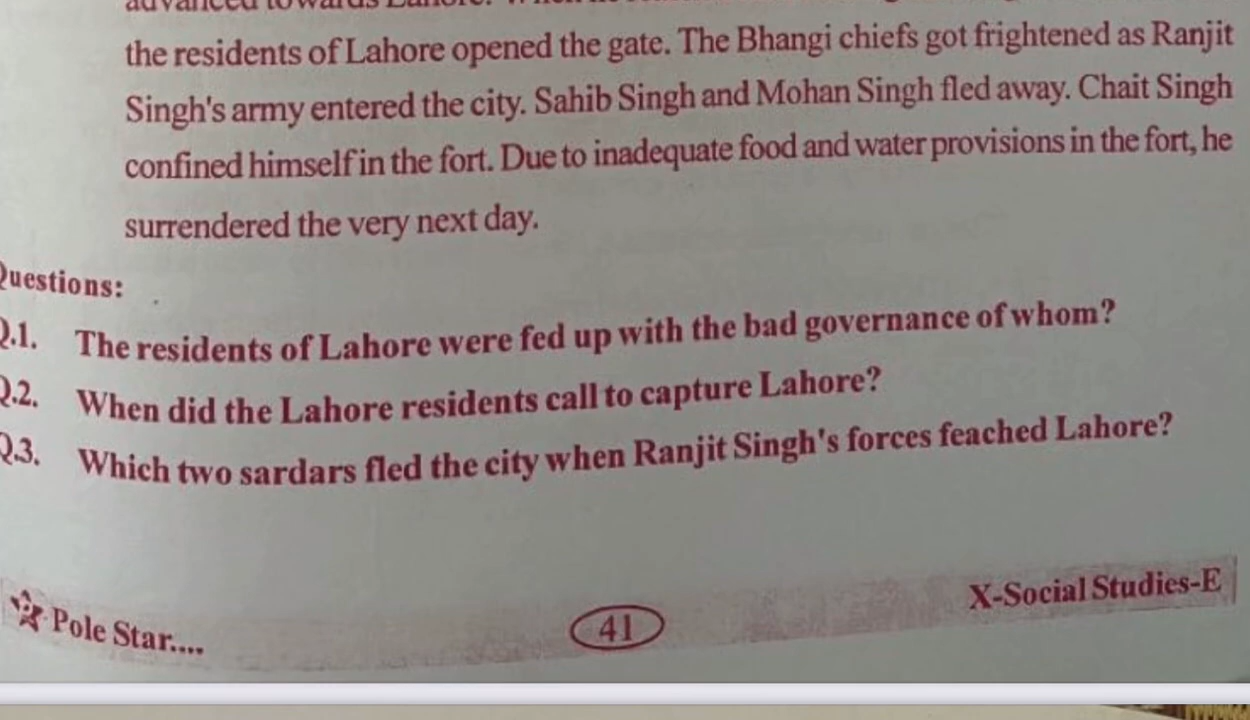 advanced towards Lahore.
the residents of Lahore opened the gate. The Bhangi chiefs got frightened as Ranjit
Singh's army entered the city. Sahib Singh and Mohan Singh fled away. Chait Singh
confined himself in the fort. Due to inadequate food and water provisions in the fort, he
surrendered the very next day.
Questions:
Q.1. The residents of Lahore were fed up with the bad governance of whom?
Q.2. When did the Lahore residents call to capture Lahore?
Q.3. Which two sardars fled the city when Ranjit Singh's forces feached Lahore?
Pole Star.... 41 X-Social Studies-E